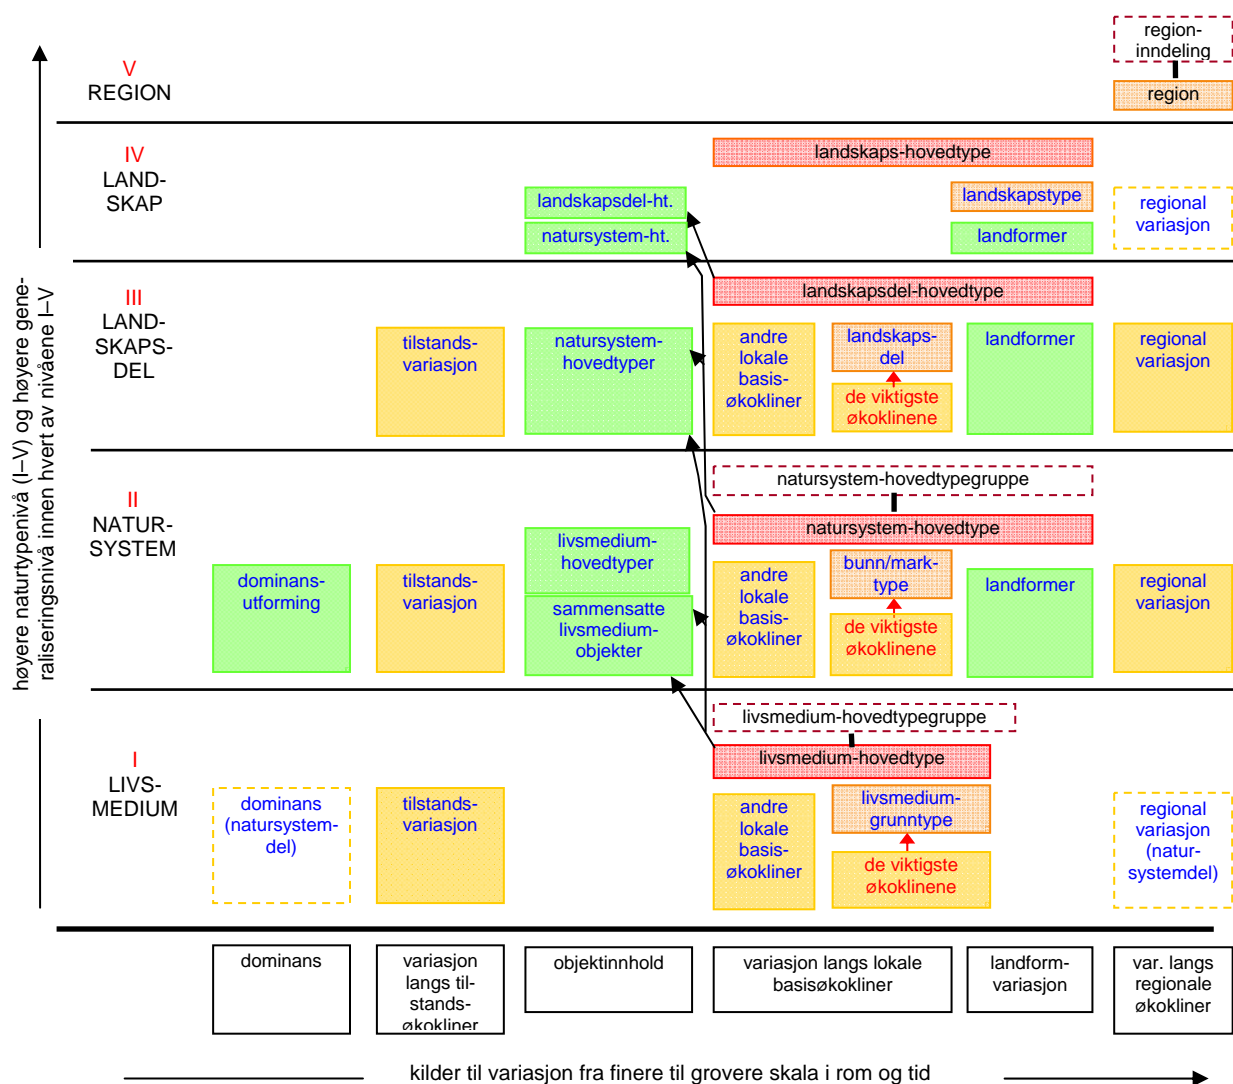 region-
inndeling
V
REGION
region
IV
LAND-
SKAP
landskaps-hovedtype
landskapsdel-ht.
natursystem-ht.
landskapstype
landformer
regional
variasjon
III
LAND-
SKAPS-
DEL
landskapsdel-hovedtype
tilstands-
variasjon
natursystem-
hovedtyper
andre
lokale
basis-
økokliner
landskaps-
del
de viktigste
økoklinene
landformer
regional
variasjon
II
NATUR-
SYSTEM
natursystem-hovedtypegruppe
natursystem-hovedtype
dominans-
utforming
tilstands-
variasjon
livsmedium-
hovedtyper
sammensatte
livsmedium-
objekter
andre
lokale
basis-
økokliner
bunn/mark-
type
de viktigste
økoklinene
landformer
regional
variasjon
I
LIVS-
MEDIUM
livsmedium-hovedtypegruppe
livsmedium-hovedtype
dominans
(natursystem-
del)
tilstands-
variasjon
andre
lokale
basis-
økokliner
livsmedium-
grunntype
de viktigste
økoklinene
regional
variasjon
(natur-
systemdel)
høyere naturtypenivå (I–V) og høyere gene-
raliseringsnivå innen hvert av nivåene I–V
dominans
variasjon
langs til-
stands-
økokliner
objektinnhold
variasjon langs lokale
basisøkokliner
landform-
variasjon
var. langs
regionale
økokliner
kilder til variasjon fra finere til grovere skala i rom og tid